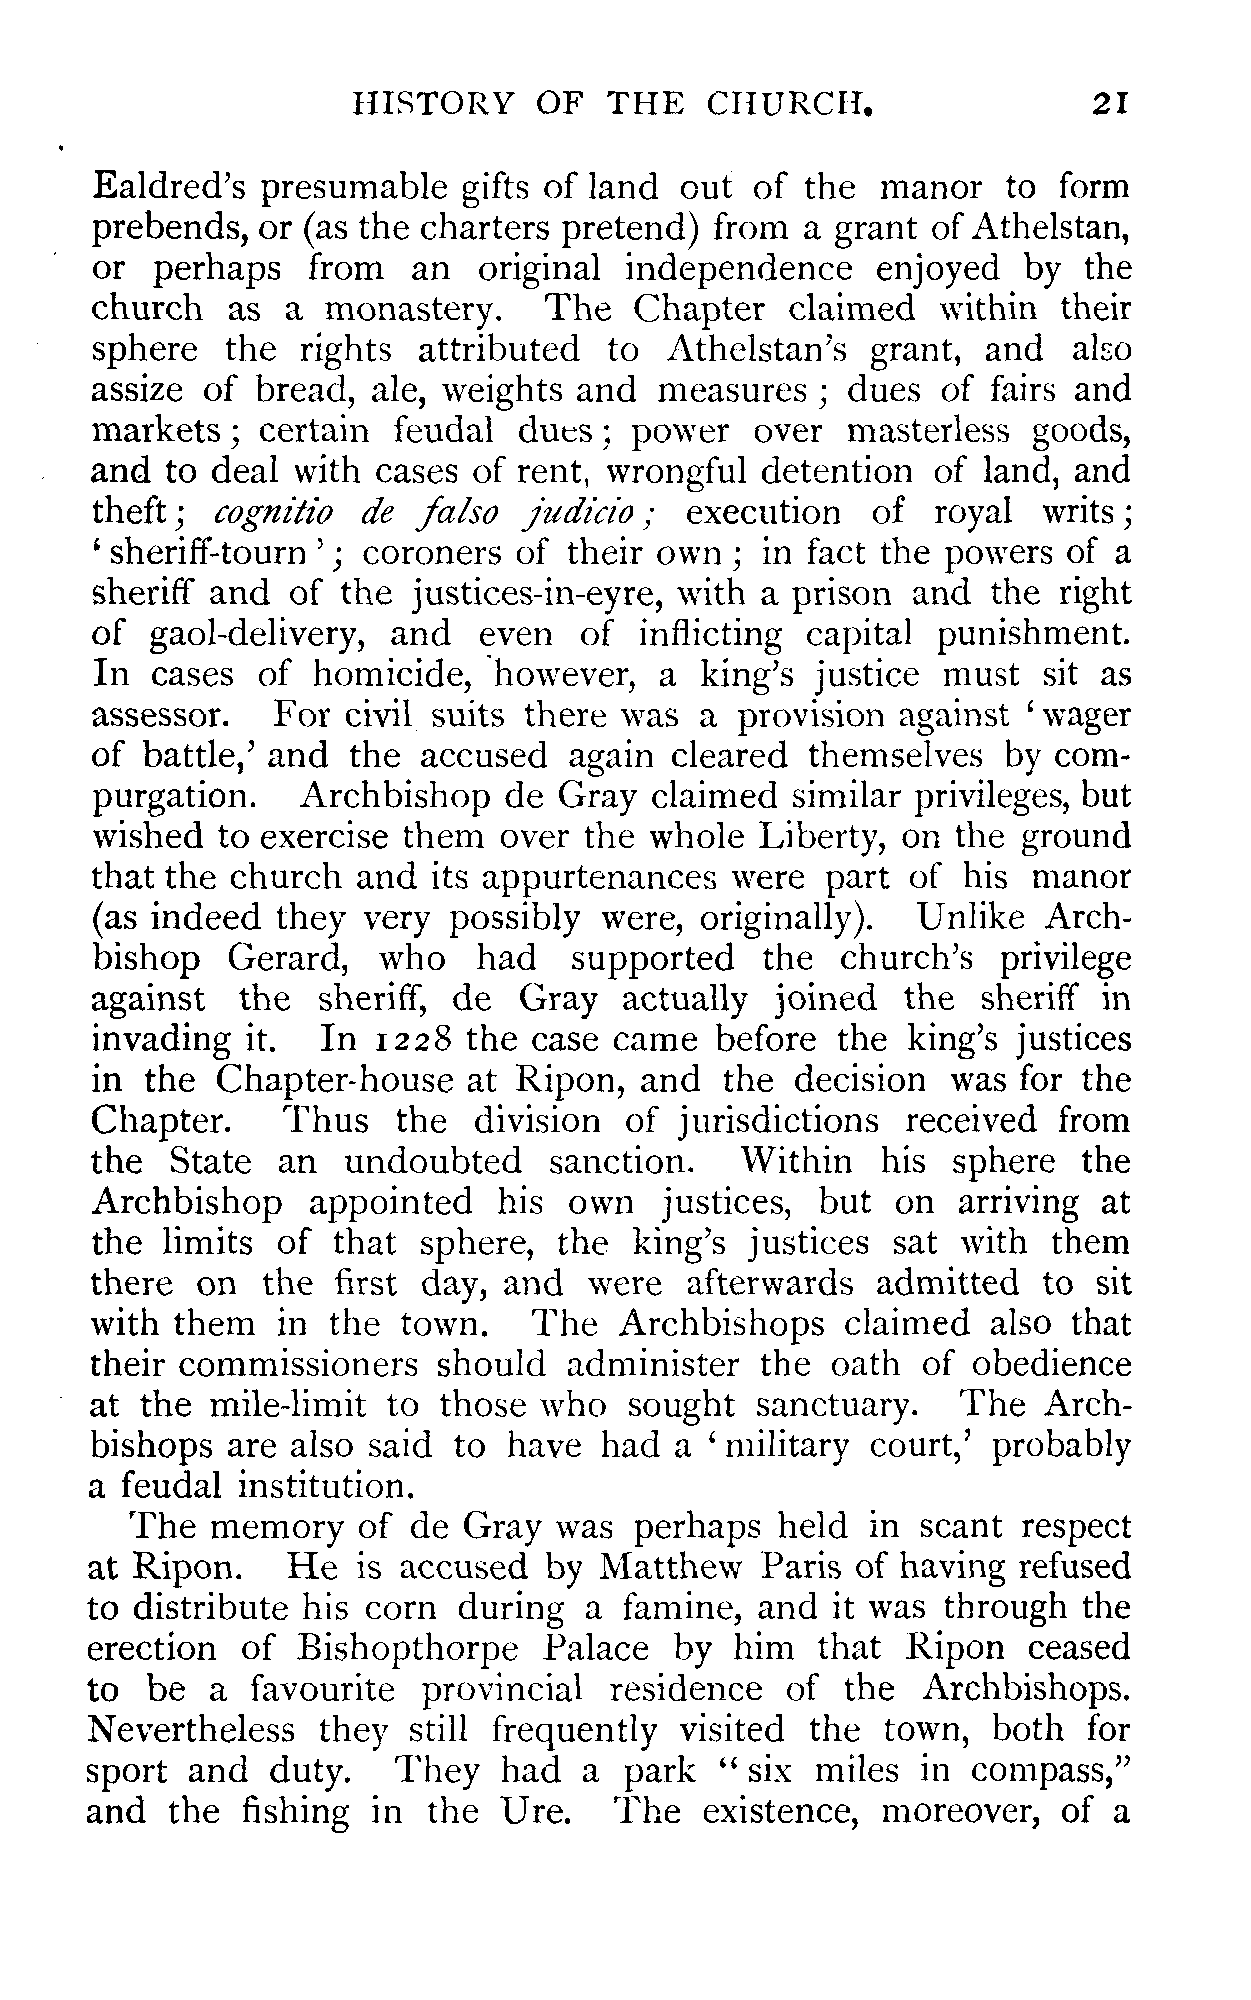 HISTORY OF THE CHURCH. 21
Ealdred's presumable gifts of land out of the manor to form
prebends, or (as the charters pretend) from a grant of Athelstan,
or perhaps from an original independence enjoyed by the
church as a monastery. The Chapter claimed within their
sphere the rights attributed to Athelstan's grant, and also
assize of bread, ale, weights and measures ; dues of fairs and
markets ; certain feudal dues ; power over masterless goods,
and to deal with cases of rent, wrongful detention of land, and
theft ; cognitio de falso judicio ; execution of royal writs ;
‘ sheriff-tourn ’ ; coroners of their own ; in fact the powers of a
sheriff and of the justices-in-eyre, with a prison and the right
of gaol-delivery, and even of inflicting capital punishment.
In cases of homicide, however, a king's justice must sit as
assessor. For civil suits there was a provision against ‘ wager
of battle,’ and the accused again cleared themselves by com-
purgation. Archbishop de Gray claimed similar privileges, but
wished to exercise them over the whole Liberty, on the ground
that the church and its appurtenances were part of his manor
(as indeed they very possibly were, originally). Unlike Arch-
bishop Gerard, who had supported the church's privilege
against the sheriff, de Gray actually joined the sheriff in
invading it. In 1228 the case came before the king's justices
in the Chapter-house at Ripon, and the decision was for the
Chapter. Thus the division of jurisdictions received from
the State an undoubted sanction. Within his sphere the
Archbishop appointed his own justices, but on arriving at
the limits of that sphere, the king's justices sat with them
there on the first day, and were afterwards admitted to sit
with them in the town. The Archbishops claimed also that
their commissioners should administer the oath of obedience
at the mile-limit to those who sought sanctuary. The Arch-
bishops are also said to have had a ‘ military court,’ probably
a feudal institution.
The memory of de Gray was perhaps held in scant respect
at Ripon. He is accused by Matthew Paris of having refused
to distribute his corn during a famine, and it was through the
erection of Bishopthorpe Palace by him that Ripon ceased
to be a favourite provincial residence of the Archbishops.
Nevertheless they still frequently visited the town, both for
sport and duty. They had a park “ six miles in compass,”
and the fishing in the Ure. The existence, moreover, of a